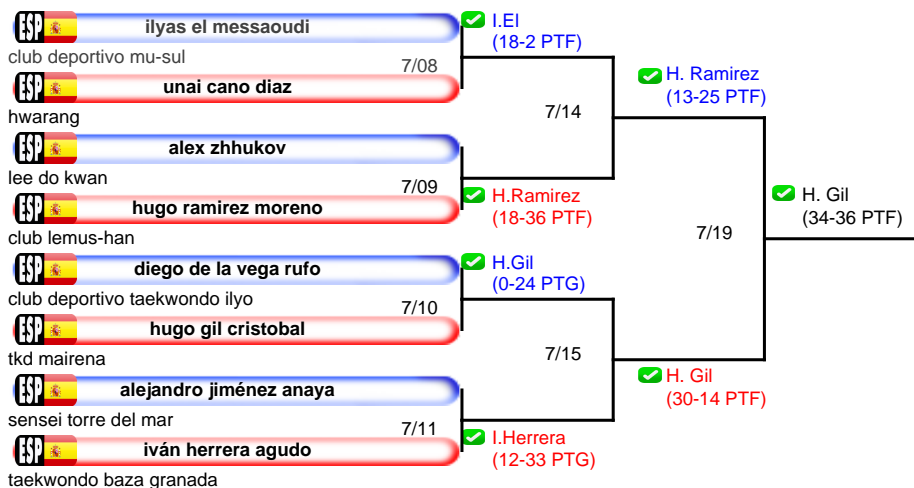 ESP ilyas el messaoudi
club deportivo mu-sul
7/08
ESP unai cano diaz
hwarang
ESP alex zhhukov
lee do kwan
7/09
ESP hugo ramirez moreno
club lemus-han
ESP diego de la vega rufo
club deportivo taekwondo ilyo
7/10
ESP hugo gil cristobal
tkd mairena
ESP alejandro jiménez anaya
sensei torre del mar
7/11
ESP iván herrera agudo
taekwondo baza granada
I.El
(18-2 PTF)
7/14
H.Ramirez
(18-36 PTF)
H.Gil
(0-24 PTG)
7/15
I.Herrera
(12-33 PTG)
H. Ramirez
(13-25 PTF)
7/19
H. Gil
(30-14 PTF)
H. Gil
(34-36 PTF)